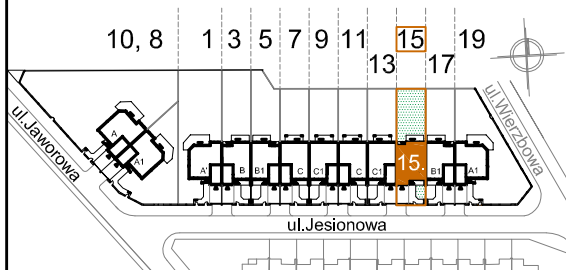 10, 8 1 3 5 7 9 11 15 19
13 17
ul.Wierzbowa
ul.Jaworowa
A
A1
A' B B1 C C1 C C1 15. B1 A1
ul.Jesionowa